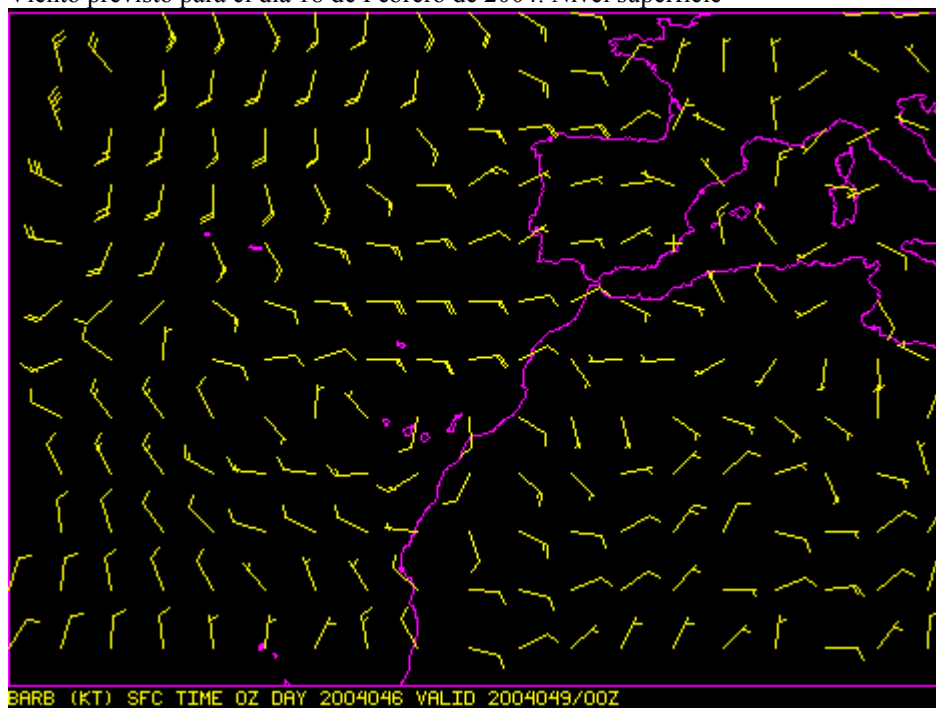 Viento previsto para el día 18 de Febrero de 2004. Nivel superficie
BARB (KT) SFC TIME 0Z DAY 2004046 VALID 2004049/00Z